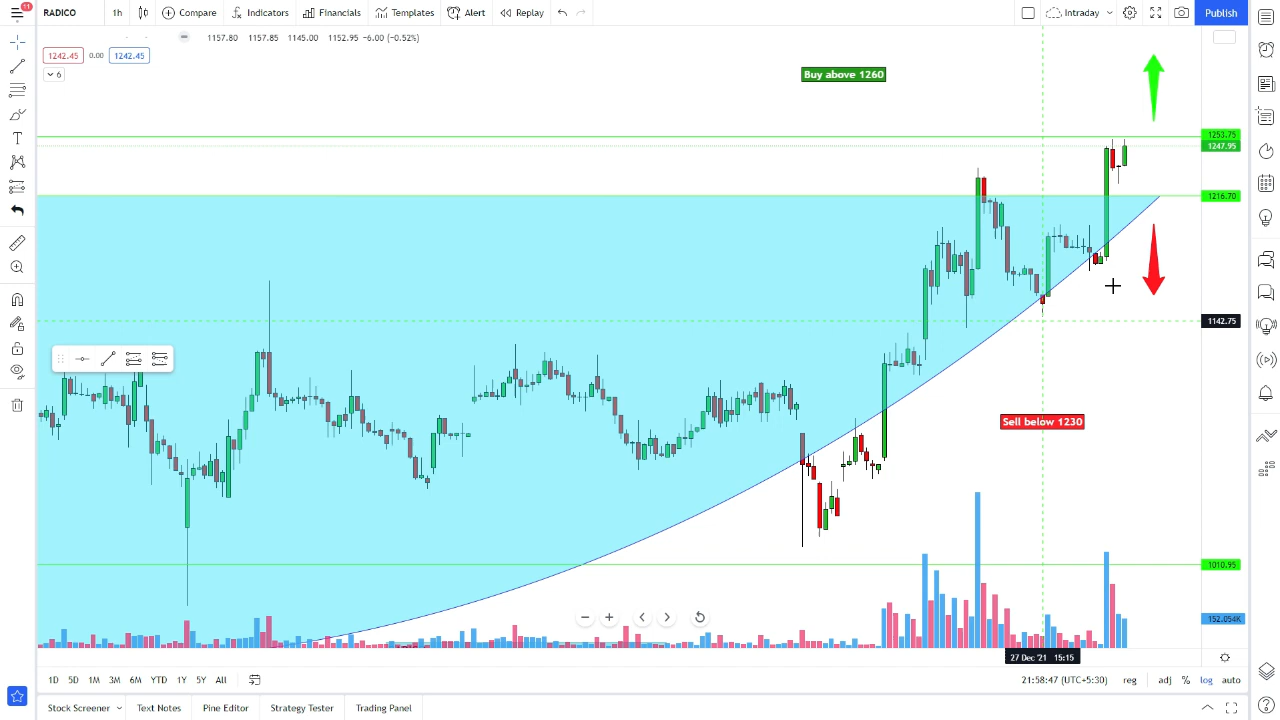 11
RADICO 1h Compare Indicators Financials Templates Alert Replay Intraday Publish
1157.80 1157.85 1145.00 1152.95 −6.00 (−0.52%)
1242.45 0.00 1242.45
6
Buy above 1260
1253.75
1247.95
1216.70
1142.75
Sell below 1230
1010.95
152.054K
27 Dec '21 15:15
1D 5D 1M 3M 6M YTD 1Y 5Y All 21:58:47 (UTC+5:30) reg adj % log auto
Stock Screener Text Notes Pine Editor Strategy Tester Trading Panel